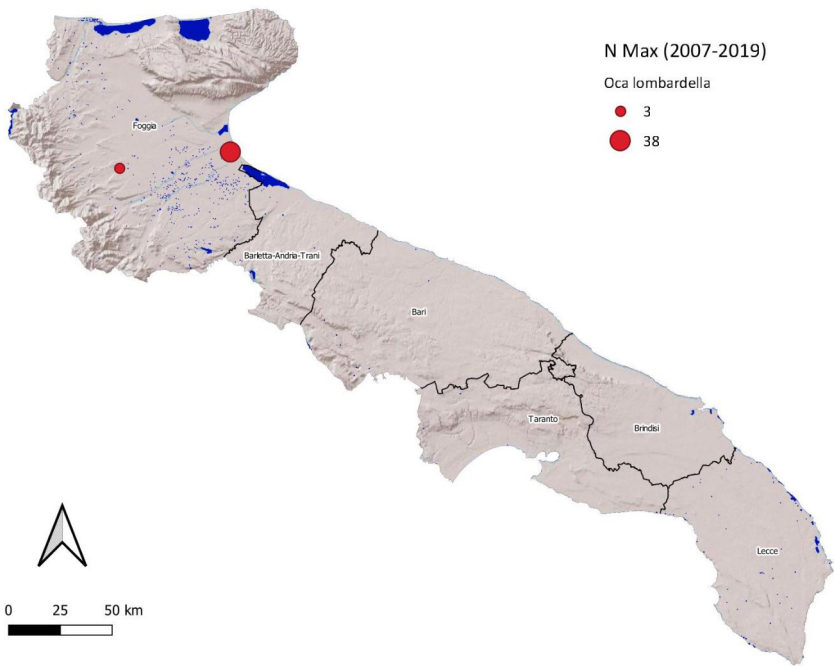 N Max (2007-2019)
Oca lombardella
3
38
Foggia
Barletta-Andria-Trani
Bari
Taranto
Brindisi
Lecce
0 25 50 km